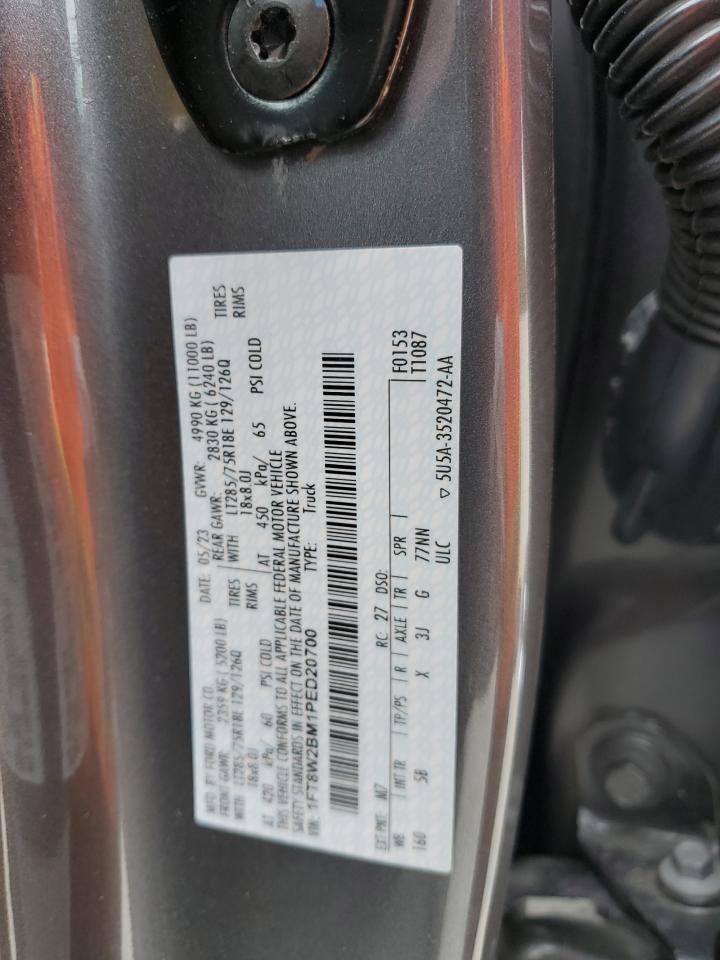 MFD BY FORD MOTOR CO. DATE: 05/23 GVWR: 4990 KG (11000 LB)
FRONT GAWR: 2359 KG ( 5200 LB) REAR GAWR: 2830 KG ( 6240 LB)
WITH: LT285/75R18E 129/126Q TIRES WITH LT285/75R18E 129/126Q TIRES
18x8.0J RIMS 18x8.0J RIMS
AT 420 kPa/ 60 PSI COLD AT 450 kPa/ 65 PSI COLD
THIS VEHICLE CONFORMS TO ALL APPLICABLE FEDERAL MOTOR VEHICLE
SAFETY STANDARDS IN EFFECT ON THE DATE OF MANUFACTURE SHOWN ABOVE.
VIN: 1FT8W2BM1PED20700 TYPE: Truck
EXT PNT: M7 RC: 27 DSO: F0153
WB INT TR TP/PS R AXLE TR SPR T1087
160 5B X 3J G 77NN
ULC ▽ 5U5A-3520472-AA